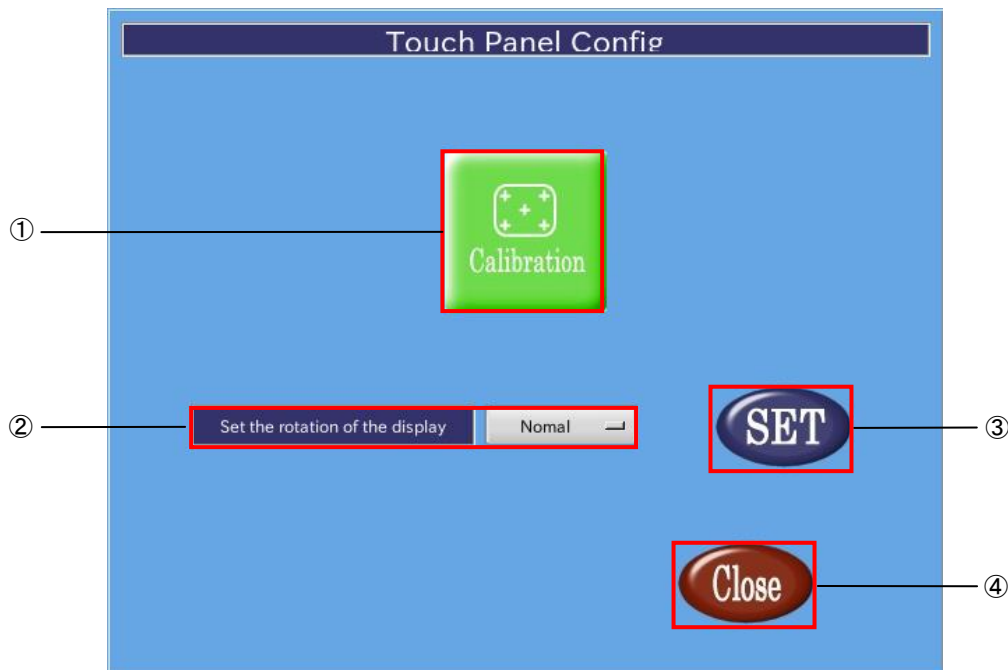 Touch Panel Config
①
Calibration
②
Set the rotation of the display
Nomal
SET
③
Close
④